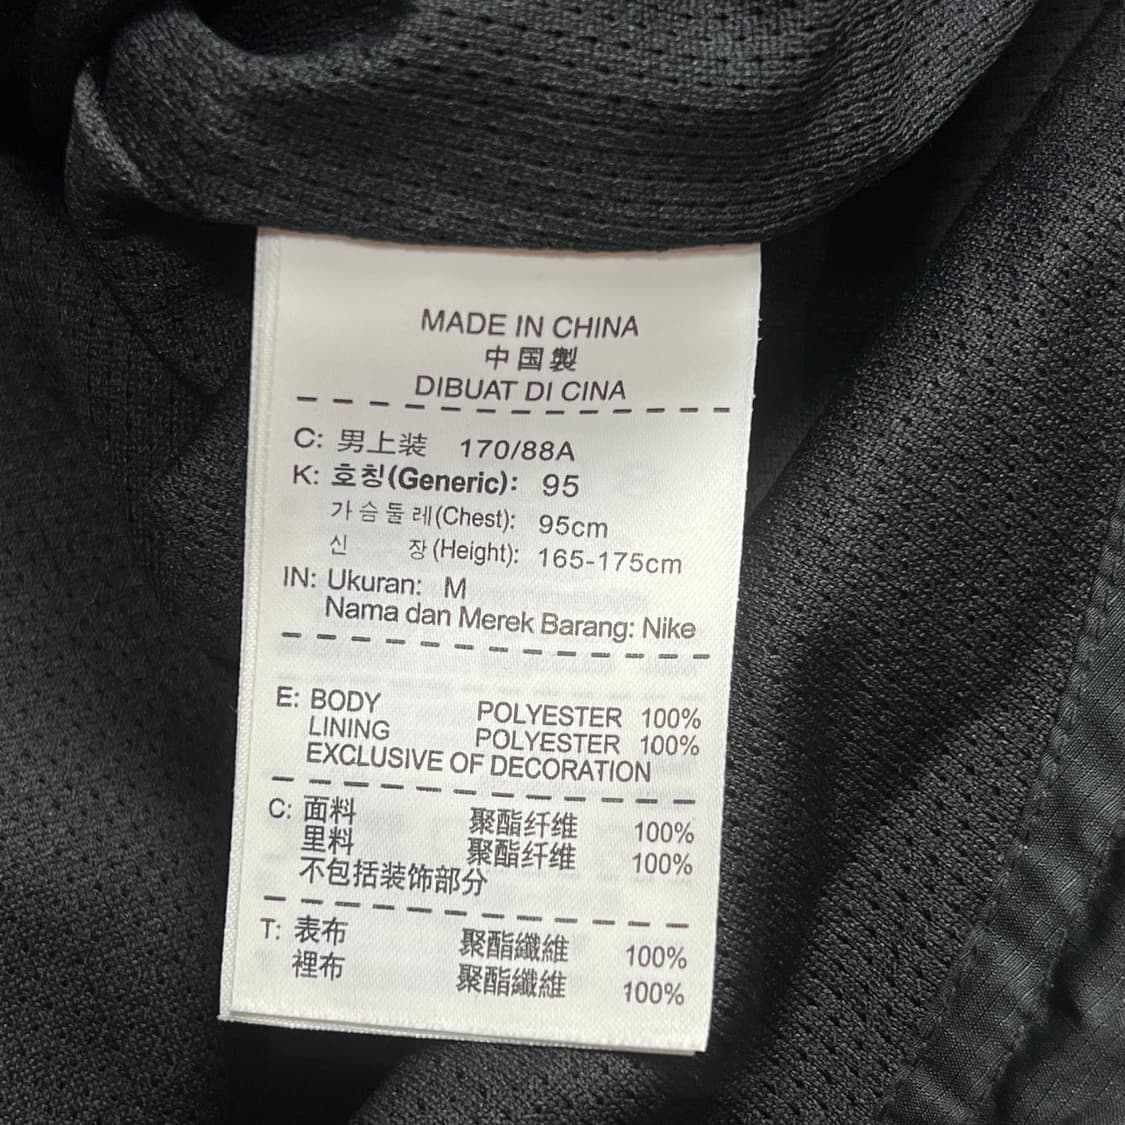 MADE IN CHINA
中国製
DIBUAT DI CINA
C: 男上装 170/88A
K: 호칭(Generic): 95
가슴둘레(Chest): 95cm
신 장(Height): 165-175cm
IN: Ukuran: M
Nama dan Merek Barang: Nike
E: BODY POLYESTER 100%
LINING POLYESTER 100%
EXCLUSIVE OF DECORATION
C: 面料 聚酯纤维 100%
里料 聚酯纤维 100%
不包括装饰部分
T: 表布 聚酯纖維 100%
裡布 聚酯纖維 100%